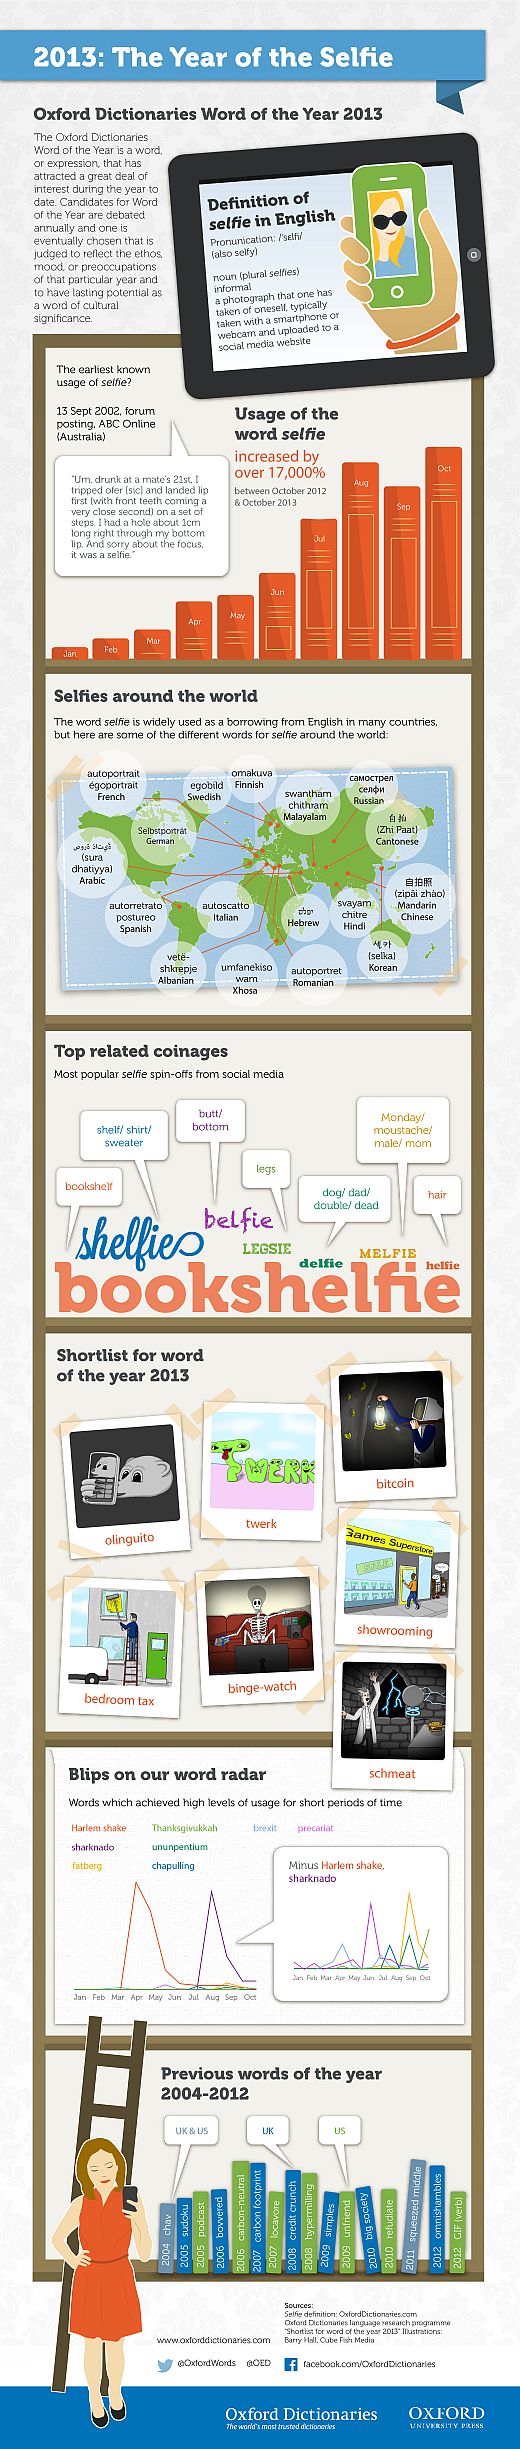 2013: The Year of the Selfie
Oxford Dictionaries Word of the Year 2013
The Oxford Dictionaries
Word of the Year is a word,
or expression, that has
attracted a great deal of
interest during the year to
date. Candidates for Word
of the Year are debated
annually and one is
eventually chosen that is
judged to reflect the ethos,
mood, or preoccupations
of that particular year and
to have lasting potential as
a word of cultural
significance.
Definition of
selfie in English
Pronunication: /ˈsɛlfi/
(also selfy)
noun (plural selfies)
informal
a photograph that one has
taken of oneself, typically
taken with a smartphone or
webcam and uploaded to a
social media website
The earliest known
usage of selfie?
13 Sept 2002, forum
posting, ABC Online
(Australia)
"Um, drunk at a mate's 21st, I
tripped ofer [sic] and landed lip
first (with front teeth coming a
very close second) on a set of
steps. I had a hole about 1cm
long right through my bottom
lip. And sorry about the focus,
it was a selfie."
Usage of the
word selfie
increased by
over 17,000%
between October 2012
& October 2013
Jan
Feb
Mar
Apr
May
Jun
Jul
Aug
Sep
Oct
Selfies around the world
The word selfie is widely used as a borrowing from English in many countries,
but here are some of the different words for selfie around the world:
autoportrait
égoportrait
French
egobild
Swedish
omakuva
Finnish
swantham
chithram
Malayalam
самострел
селфи
Russian
Selbstporträt
German
自拍
(Zhi Paat)
Cantonese
(sura
dhatiyya)
Arabic
自拍照
(zipāi zhào)
Mandarin
Chinese
autorretrato
postureo
Spanish
autoscatto
Italian
Hebrew
svayam
chitre
Hindi
셀카
(selka)
Korean
vetë-
shkrepje
Albanian
umfanekiso
wam
Xhosa
autoportret
Romanian
Top related coinages
Most popular selfie spin-offs from social media
bookshelf
shelf/ shirt/
sweater
butt/
bottom
legs
dog/ dad/
double/ dead
Monday/
moustache/
male/ mom
hair
shelfie
belfie
LEGSIE
delfie
MELFIE
helfie
bookshelfie
Shortlist for word
of the year 2013
olinguito
TWERK
twerk
bitcoin
Games Superstore
showrooming
bedroom tax
binge-watch
schmeat
Blips on our word radar
Words which achieved high levels of usage for short periods of time
Harlem shake Thanksgivukkah brexit precariat
sharknado ununpentium
fatberg chapulling
Minus Harlem shake,
sharknado
Jan Feb Mar Apr May Jun Jul Aug Sep Oct
Jan Feb Mar Apr May Jun Jul Aug Sep Oct
Previous words of the year
2004-2012
UK & US
UK
US
2004 chav
2005 sudoku
2005 podcast
2006 bovvered
2006 carbon-neutral
2007 carbon footprint
2007 locavore
2008 credit crunch
2008 hypermiling
2009 simples
2009 unfriend
2010 big society
2010 refudiate
2011 squeezed middle
2012 omnishambles
2012 GIF (verb)
Sources:
Selfie definition: OxfordDictionaries.com
Oxford Dictionaries language research programme
"Shortlist for word of the year 2013" Illustrations:
Barry Hall, Cube Fish Media
www.oxforddictionaries.com
@OxfordWords @OED
facebook.com/OxfordDictionaries
Oxford Dictionaries
The world's most trusted dictionaries
OXFORD
UNIVERSITY PRESS